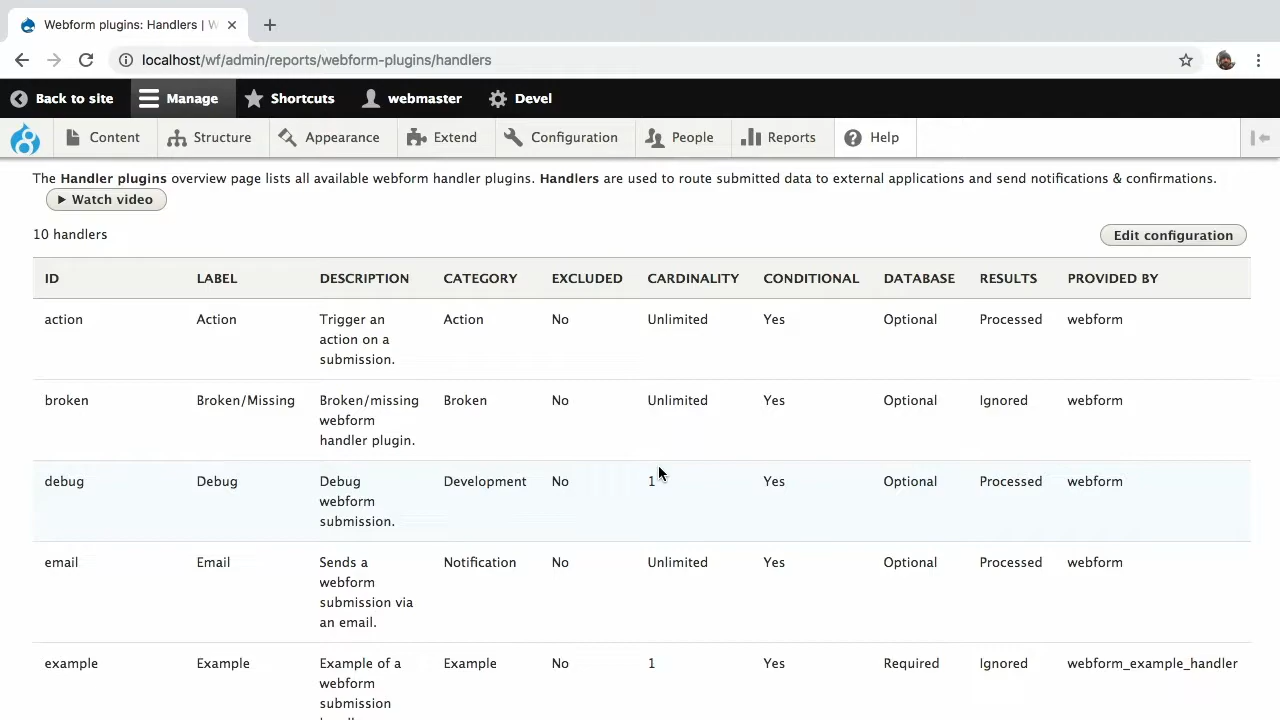 Webform plugins: Handlers | W
localhost/wf/admin/reports/webform-plugins/handlers
Back to site Manage Shortcuts webmaster Devel
Content Structure Appearance Extend Configuration People Reports Help
The Handler plugins overview page lists all available webform handler plugins. Handlers are used to route submitted data to external applications and send notifications & confirmations.
Watch video
10 handlers
Edit configuration
ID LABEL DESCRIPTION CATEGORY EXCLUDED CARDINALITY CONDITIONAL DATABASE RESULTS PROVIDED BY
action Action Trigger an Action No Unlimited Yes Optional Processed webform
action on a
submission.
broken Broken/Missing Broken/missing Broken No Unlimited Yes Optional Ignored webform
webform
handler plugin.
debug Debug Debug Development No 1 Yes Optional Processed webform
webform
submission.
email Email Sends a Notification No Unlimited Yes Optional Processed webform
webform
submission via
an email.
example Example Example of a Example No 1 Yes Required Ignored webform_example_handler
webform
submission